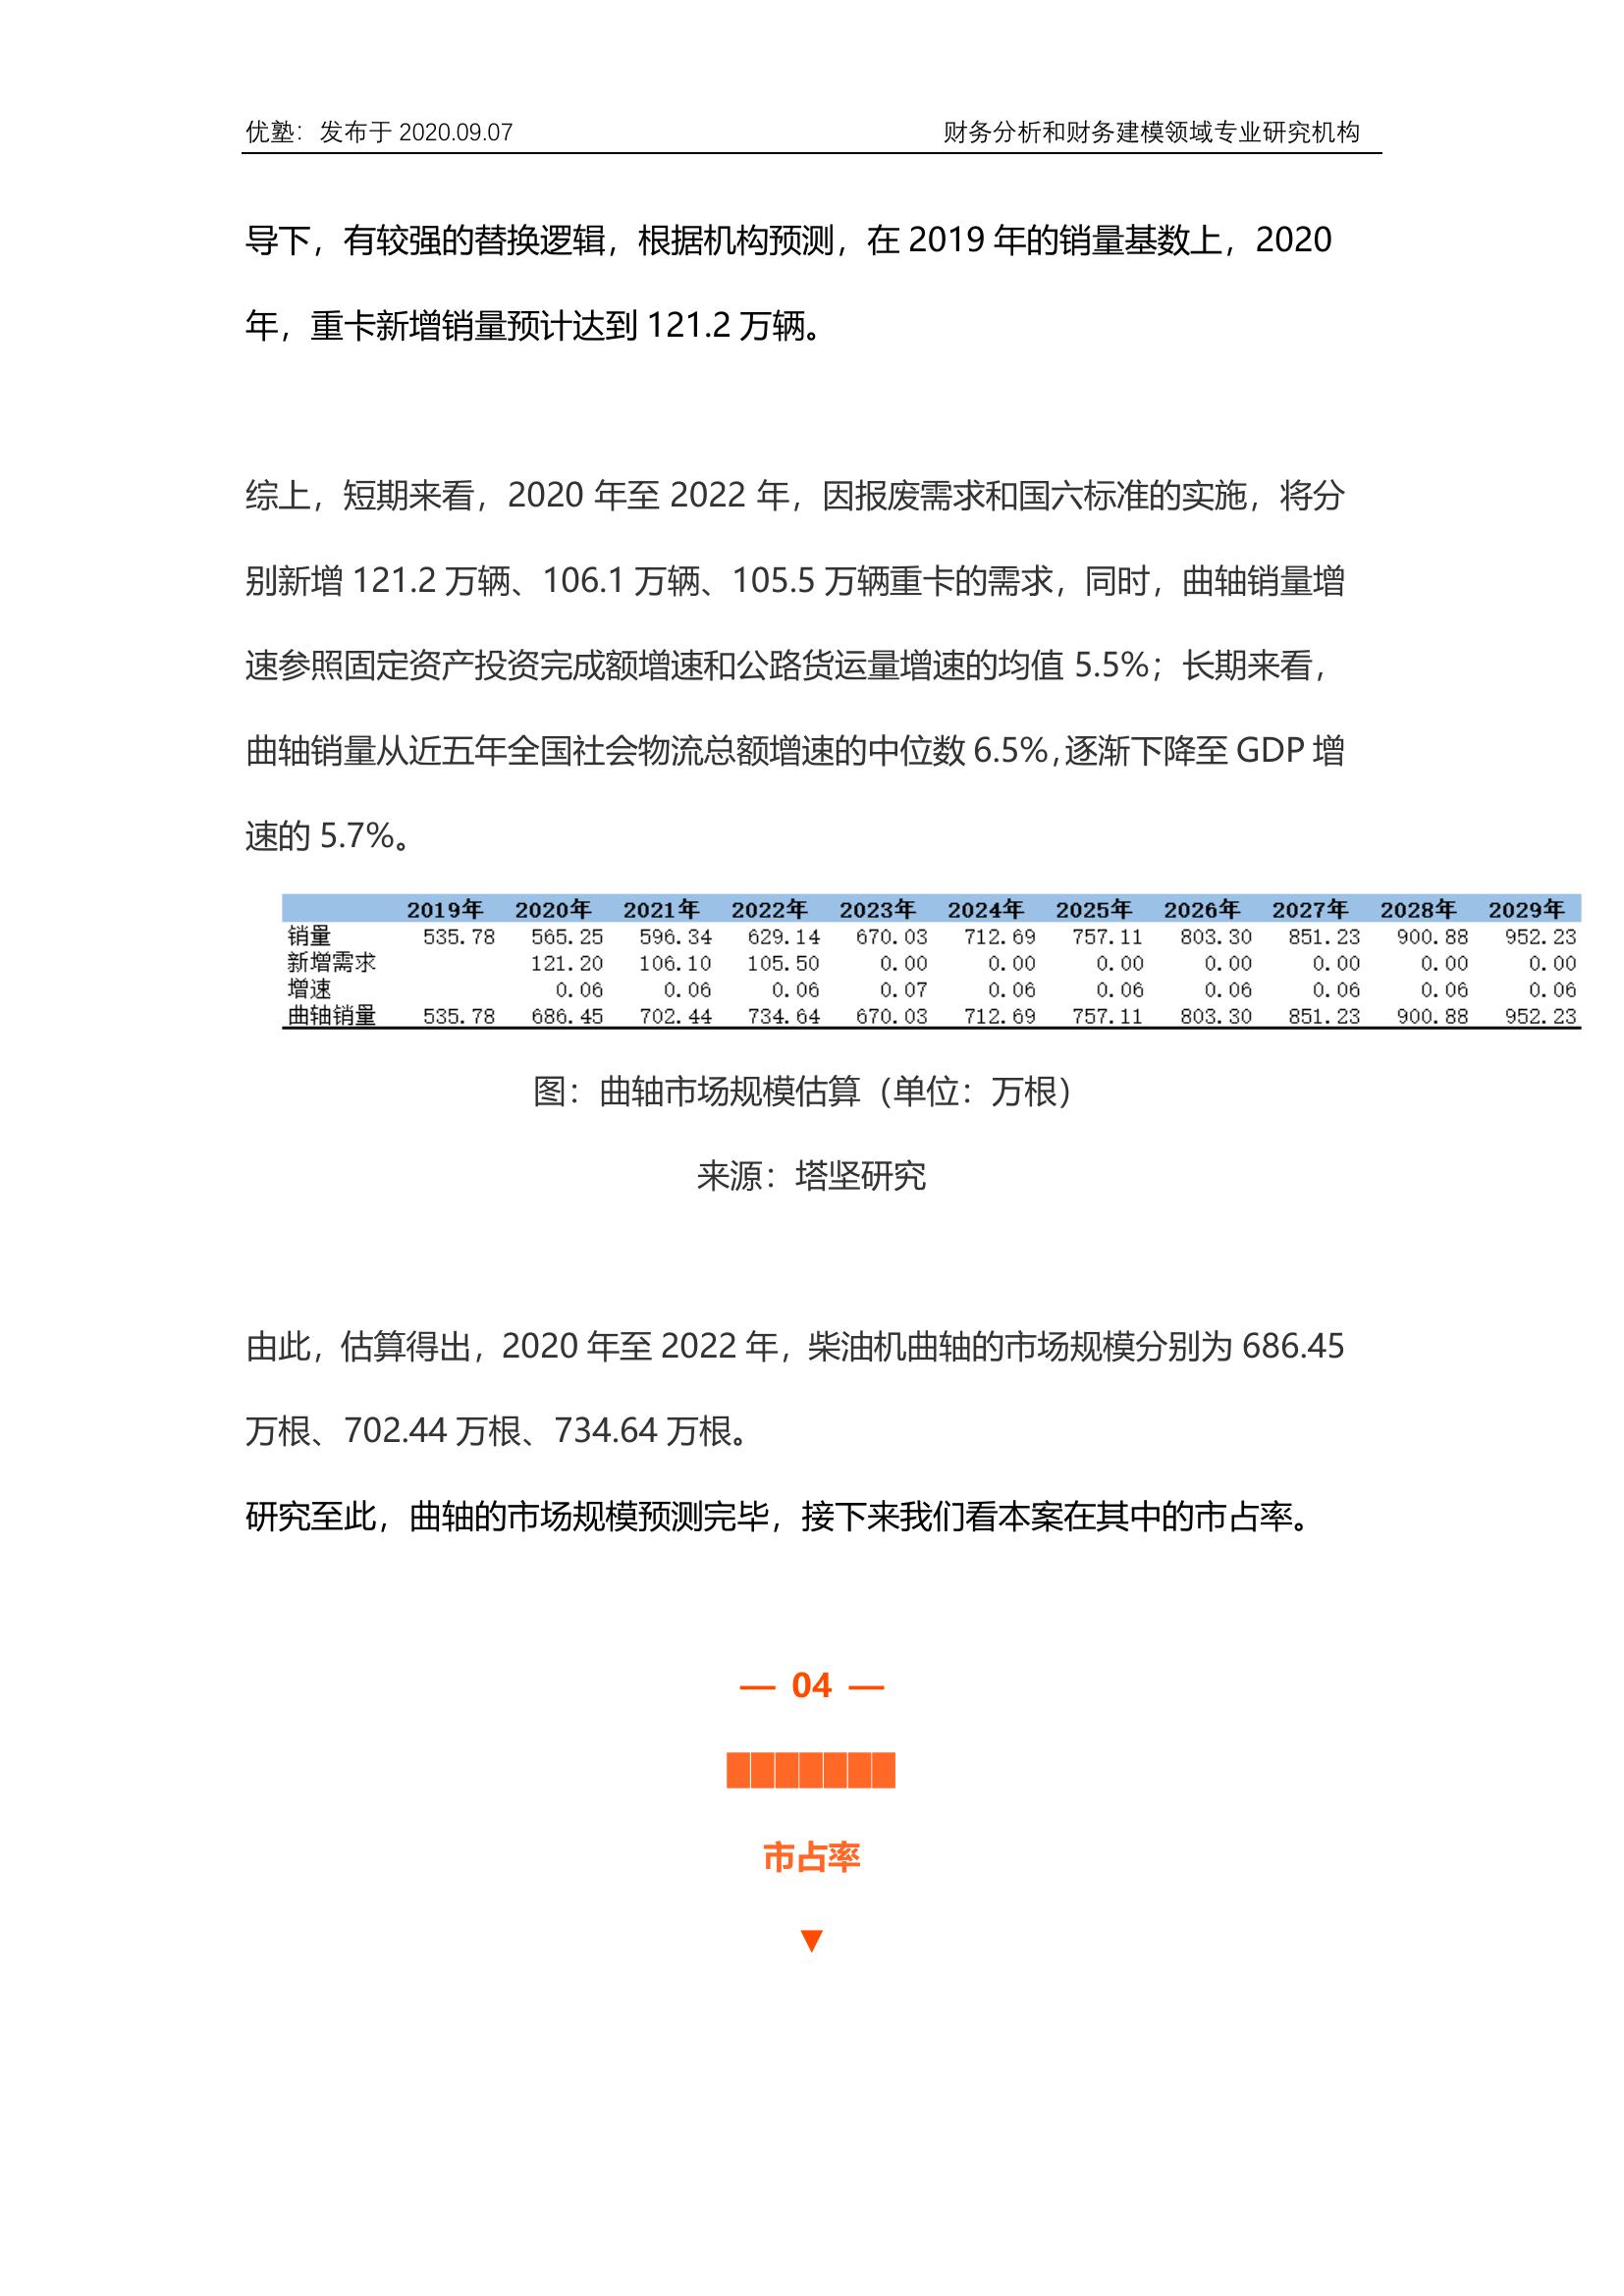 优塾：发布于 2020.09.07 财务分析和财务建模领域专业研究机构
导下，有较强的替换逻辑，根据机构预测，在 2019 年的销量基数上，2020
年，重卡新增销量预计达到 121.2 万辆。
综上，短期来看，2020 年至 2022 年，因报废需求和国六标准的实施，将分
别新增 121.2 万辆、106.1 万辆、105.5 万辆重卡的需求，同时，曲轴销量增
速参照固定资产投资完成额增速和公路货运量增速的均值 5.5%；长期来看，
曲轴销量从近五年全国社会物流总额增速的中位数 6.5%，逐渐下降至 GDP 增
速的 5.7%。
2019年 2020年 2021年 2022年 2023年 2024年 2025年 2026年 2027年 2028年 2029年
销量 535.78 565.25 596.34 629.14 670.03 712.69 757.11 803.30 851.23 900.88 952.23
新增需求 121.20 106.10 105.50 0.00 0.00 0.00 0.00 0.00 0.00 0.00
增速 0.06 0.06 0.06 0.07 0.06 0.06 0.06 0.06 0.06 0.06
曲轴销量 535.78 686.45 702.44 734.64 670.03 712.69 757.11 803.30 851.23 900.88 952.23
图：曲轴市场规模估算（单位：万根）
来源：塔坚研究
由此，估算得出，2020 年至 2022 年，柴油机曲轴的市场规模分别为 686.45
万根、702.44 万根、734.64 万根。
研究至此，曲轴的市场规模预测完毕，接下来我们看本案在其中的市占率。
— 04 —
███████
市占率
▼